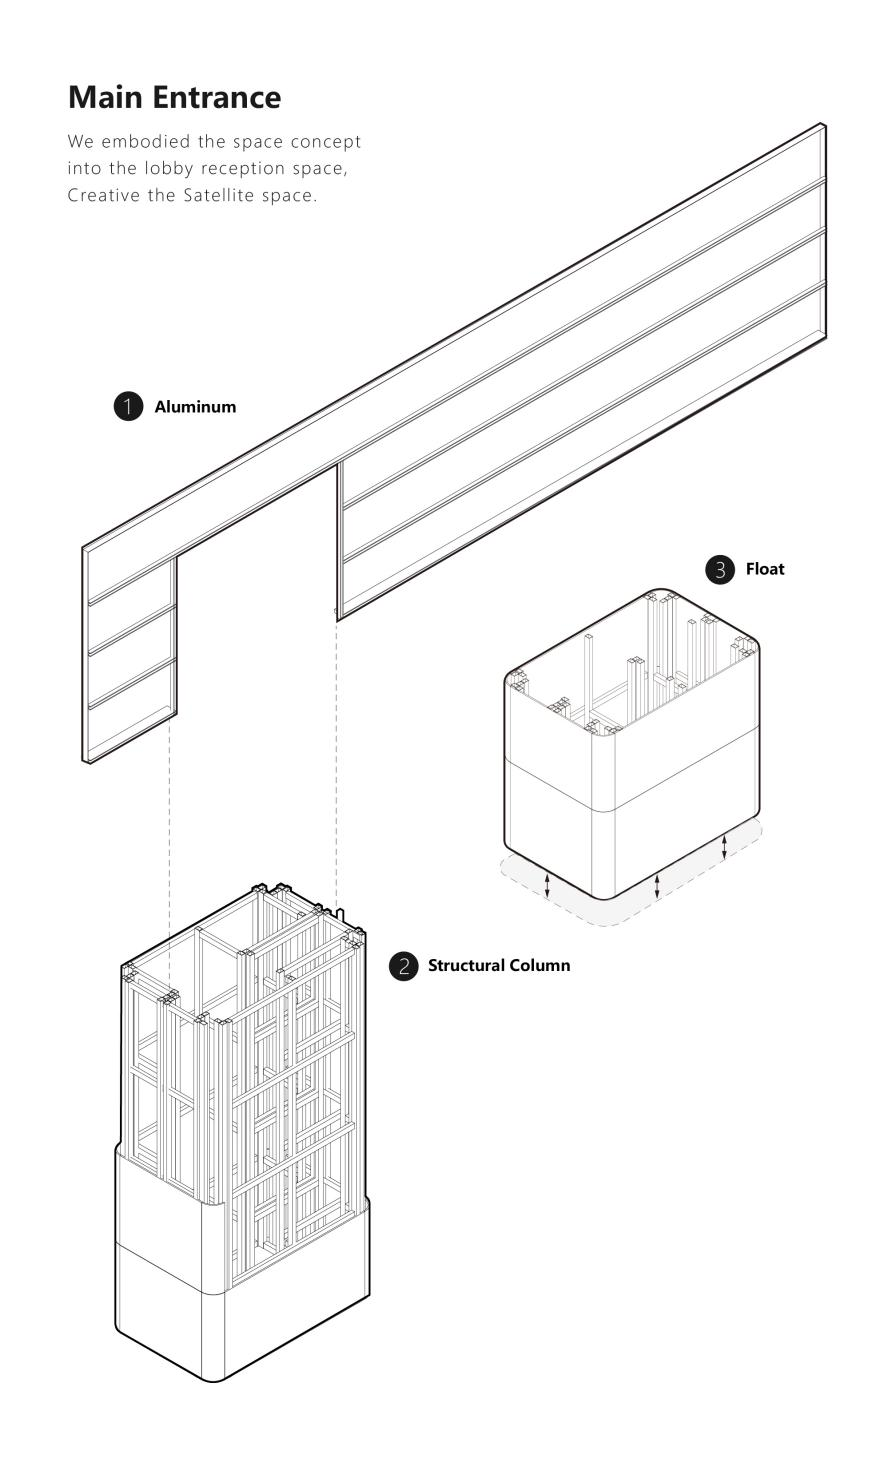 Main Entrance
We embodied the space concept
into the lobby reception space,
Creative the Satellite space.
1 Aluminum
3 Float
2 Structural Column